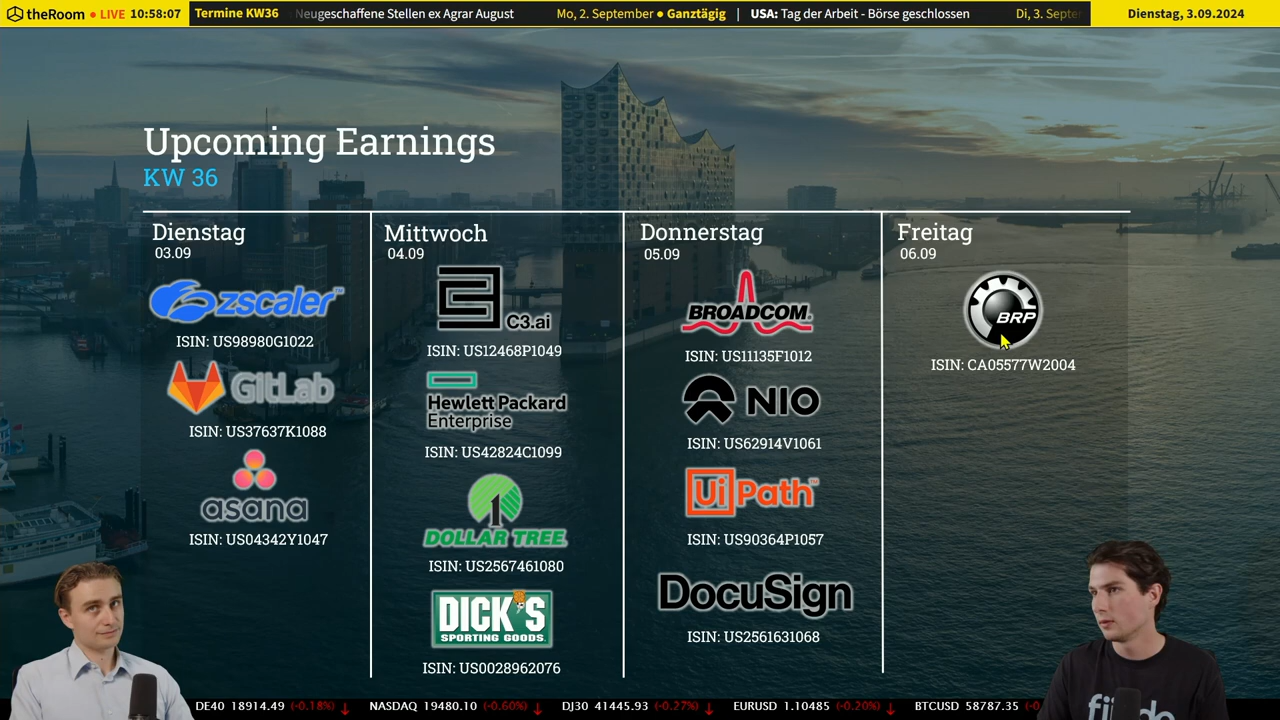 theRoom • LIVE 10:58:07
Termine KW36
Neugeschaffene Stellen ex Agrar August
Mo, 2. September • Ganztägig | USA: Tag der Arbeit - Börse geschlossen
Di, 3.
Dienstag, 3.09.2024
Upcoming Earnings
KW 36
Dienstag
03.09
zscaler™
ISIN: US98980G1022
GitLab
ISIN: US37637K1088
asana
ISIN: US04342Y1047
Mittwoch
04.09
C3.ai
ISIN: US12468P1049
Hewlett Packard
Enterprise
ISIN: US42824C1099
1
DOLLAR TREE
ISIN: US2567461080
DICK'S
SPORTING GOODS
ISIN: US0028962076
Donnerstag
05.09
BROADCOM
ISIN: US11135F1012
NIO
ISIN: US62914V1061
UiPath™
ISIN: US90364P1057
DocuSign
ISIN: US2561631068
Freitag
06.09
BRP
ISIN: CA05577W2004
DE40 18914.49 (-0.18%) ↓ NASDAQ 19480.10 (-0.60%) ↓ DJ30 41445.93 (-0.27%) ↓ EURUSD 1.10485 (-0.20%) ↓ BTCUSD 58787.35